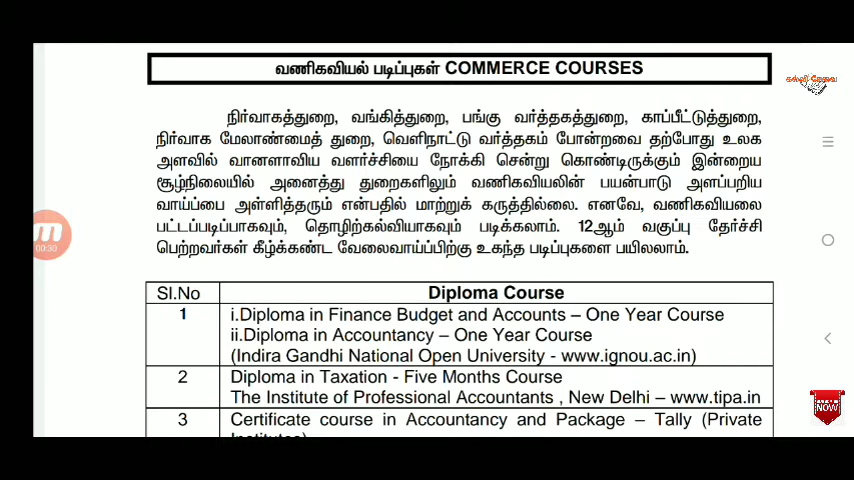 வணிகவியல் படிப்புகள் COMMERCE COURSES
நிர்வாகத்துறை, வங்கித்துறை, பங்கு வர்த்தகத்துறை, காப்பீட்டுத்துறை,
நிர்வாக மேலாண்மைத் துறை, வெளிநாட்டு வர்த்தகம் போன்றவை தற்போது உலக
அளவில் வானளாவிய வளர்ச்சியை நோக்கி சென்று கொண்டிருக்கும் இன்றைய
சூழ்நிலையில் அனைத்து துறைகளிலும் வணிகவியலின் பயன்பாடு அளப்பறிய
வாய்ப்பை அள்ளித்தரும் என்பதில் மாற்றுக் கருத்தில்லை. எனவே, வணிகவியலை
பட்டப்படிப்பாகவும், தொழிற்கல்வியாகவும் படிக்கலாம். 12ஆம் வகுப்பு தேர்ச்சி
பெற்றவர்கள் கீழ்க்கண்ட வேலைவாய்ப்பிற்கு உகந்த படிப்புகளை பயிலலாம்.
00:30
Sl.No Diploma Course
1 i.Diploma in Finance Budget and Accounts – One Year Course
ii.Diploma in Accountancy – One Year Course
(Indira Gandhi National Open University - www.ignou.ac.in)
2 Diploma in Taxation - Five Months Course
The Institute of Professional Accountants , New Delhi – www.tipa.in
3 Certificate course in Accountancy and Package – Tally (Private
Institutes)
NOW